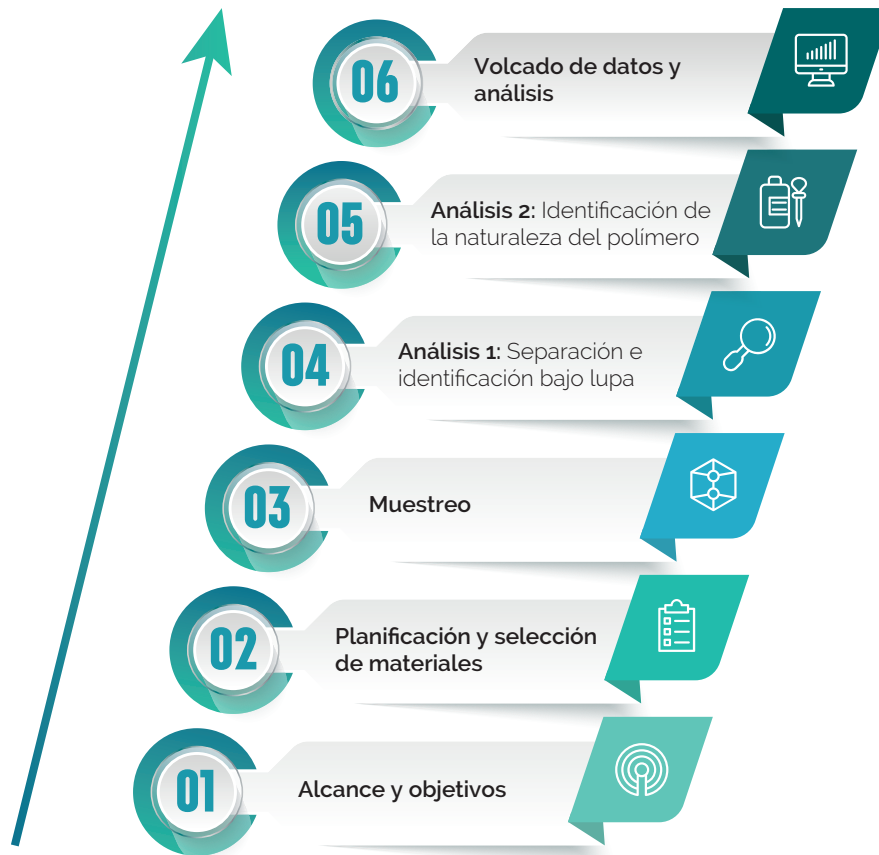 06
Volcado de datos y
análisis
05
Análisis 2: Identificación de
la naturaleza del polímero
04
Análisis 1: Separación e
identificación bajo lupa
03
Muestreo
02
Planificación y selección
de materiales
01
Alcance y objetivos